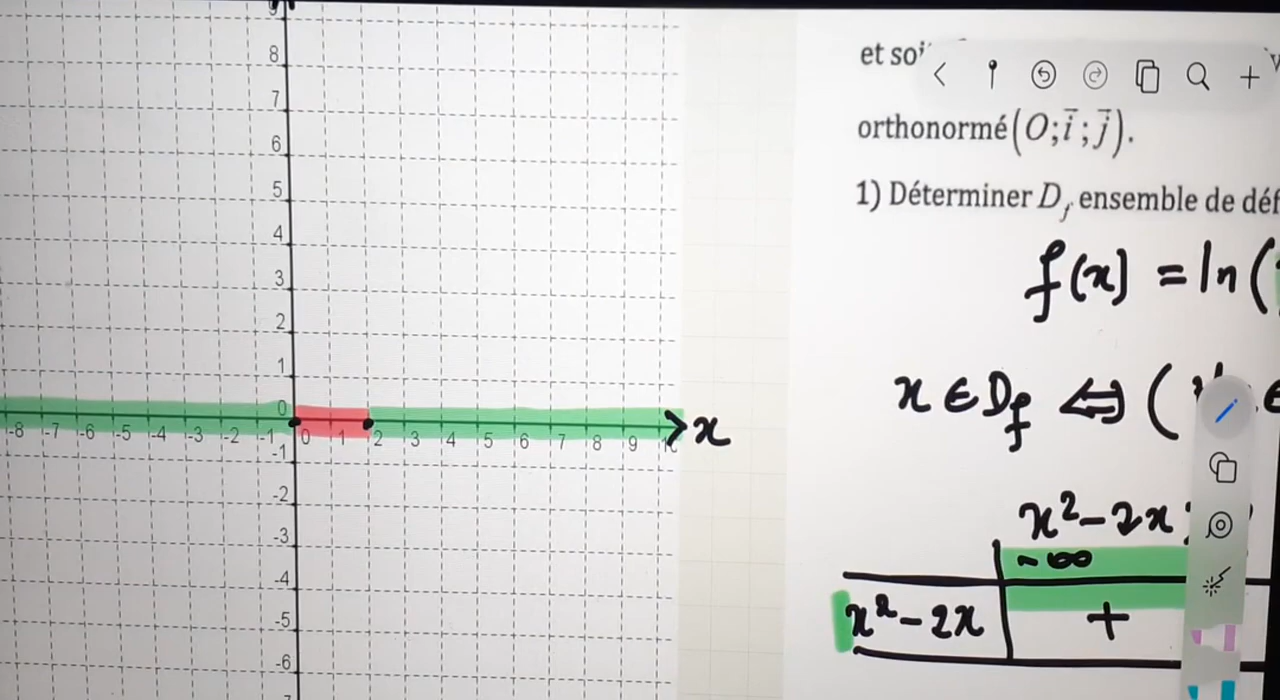 9
8
7
6
5
4
3
2
1
0
-8 -7 -6 -5 -4 -3 -2 -1 0 1 2 3 4 5 6 7 8 9 x
-1
-2
-3
-4
-5
-6
et soi
orthonormé (O; i⃗ ; j⃗).
1) Déterminer D_f ensemble de déf
f(x) = ln (
x ∈ D_f ⇔ (
x² - 2x
-∞
x² - 2x +